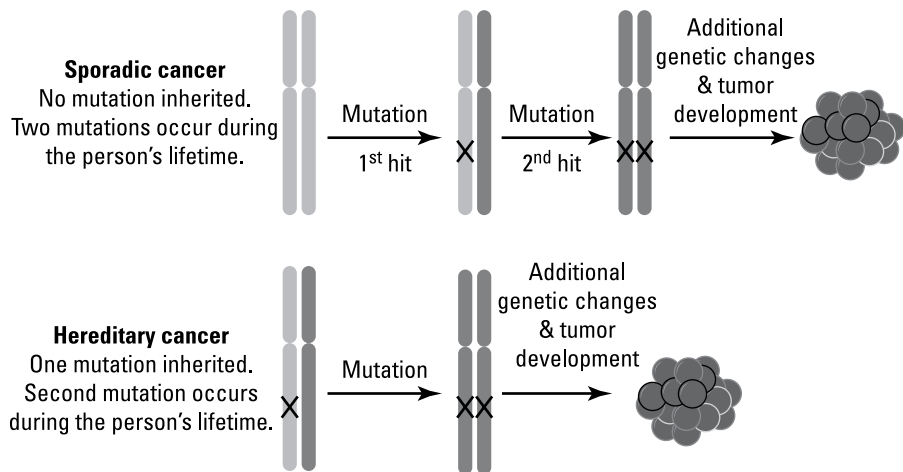 Sporadic cancer
No mutation inherited.
Two mutations occur during
the person's lifetime.
Mutation
1st hit
Mutation
2nd hit
Additional
genetic changes
& tumor
development
X
X X
Hereditary cancer
One mutation inherited.
Second mutation occurs
during the person's lifetime.
Mutation
Additional
genetic changes
& tumor
development
X
X X